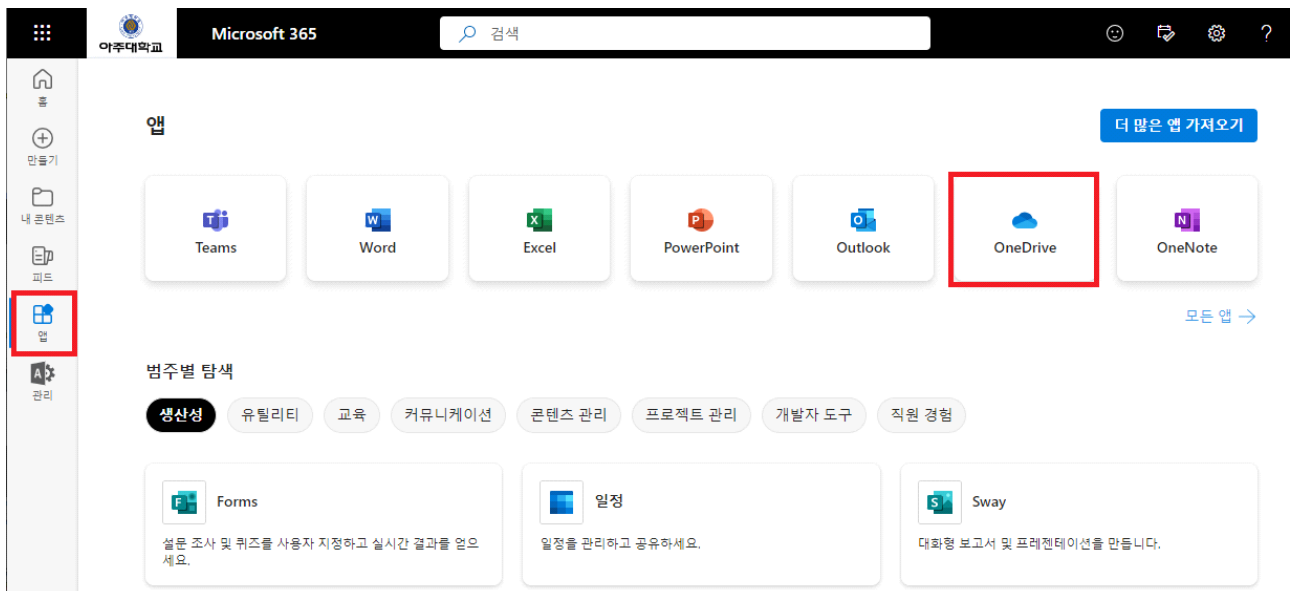 아주대학교
Microsoft 365
검색
홈
만들기
내 콘텐츠
피드
앱
관리
앱
더 많은 앱 가져오기
Teams
Word
Excel
PowerPoint
Outlook
OneDrive
OneNote
모든 앱
범주별 탐색
생산성
유틸리티
교육
커뮤니케이션
콘텐츠 관리
프로젝트 관리
개발자 도구
직원 경험
Forms
설문 조사 및 퀴즈를 사용자 지정하고 실시간 결과를 얻으
세요.
일정
일정을 관리하고 공유하세요.
Sway
대화형 보고서 및 프레젠테이션을 만듭니다.